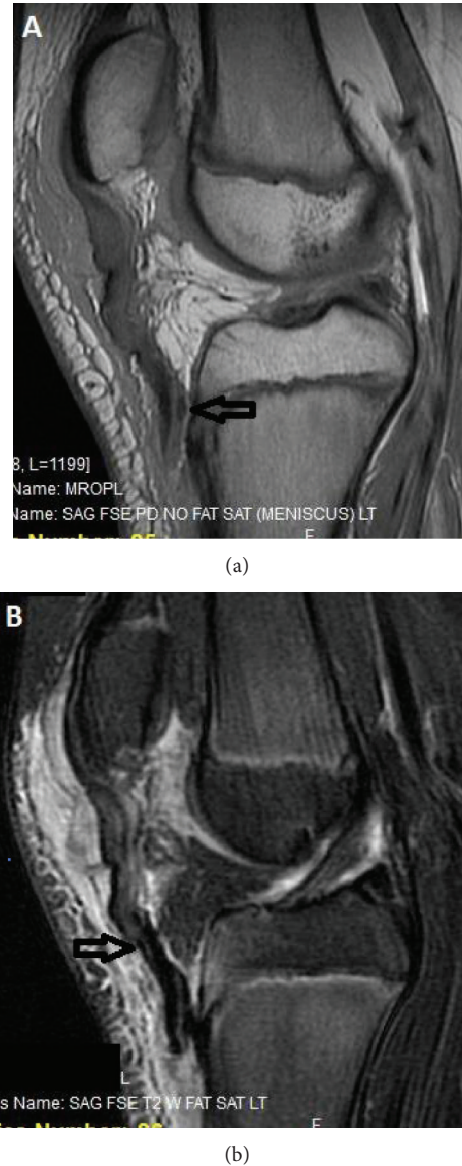 A
8, L=1199]
Name: MROPL
Name: SAG FSE PD NO FAT SAT (MENISCUS) LT
F
(a)
B
L
s Name: SAG FSE T2 W FAT SAT LT
F
(b)